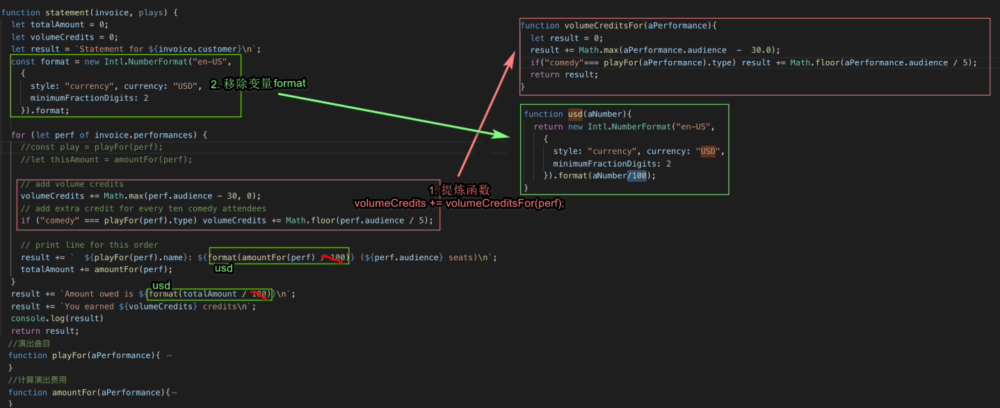 function statement(invoice, plays) {
let totalAmount = 0;
let volumeCredits = 0;
let result = `Statement for ${invoice.customer}\n`;
const format = new Intl.NumberFormat("en-US",
{
style: "currency", currency: "USD",
minimumFractionDigits: 2
}).format;
2. 移除变量format
for (let perf of invoice.performances) {
//const play = playFor(perf);
//let thisAmount = amountFor(perf);
// add volume credits
volumeCredits += Math.max(perf.audience - 30, 0);
// add extra credit for every ten comedy attendees
if ("comedy" === playFor(perf).type) volumeCredits += Math.floor(perf.audience / 5);
1. 提炼函数
volumeCredits += volumeCreditsFor(perf);
// print line for this order
result += `  ${playFor(perf).name}: ${format(amountFor(perf) / 100)} (${perf.audience} seats)\n`;
usd
totalAmount += amountFor(perf);
}
usd
result += `Amount owed is ${format(totalAmount / 100)}\n`;
result += `You earned ${volumeCredits} credits\n`;
console.log(result)
return result;
//演出曲目
function playFor(aPerformance){ ⋯
}
//计算演出费用
function amountFor(aPerformance){⋯
}
function volumeCreditsFor(aPerformance){
let result = 0;
result += Math.max(aPerformance.audience  -  30.0);
if("comedy"=== playFor(aPerformance).type) result += Math.floor(aPerformance.audience / 5);
return result;
}
function usd(aNumber){
return new Intl.NumberFormat("en-US",
{
style: "currency", currency: "USD",
minimumFractionDigits: 2
}).format(aNumber/100);
}